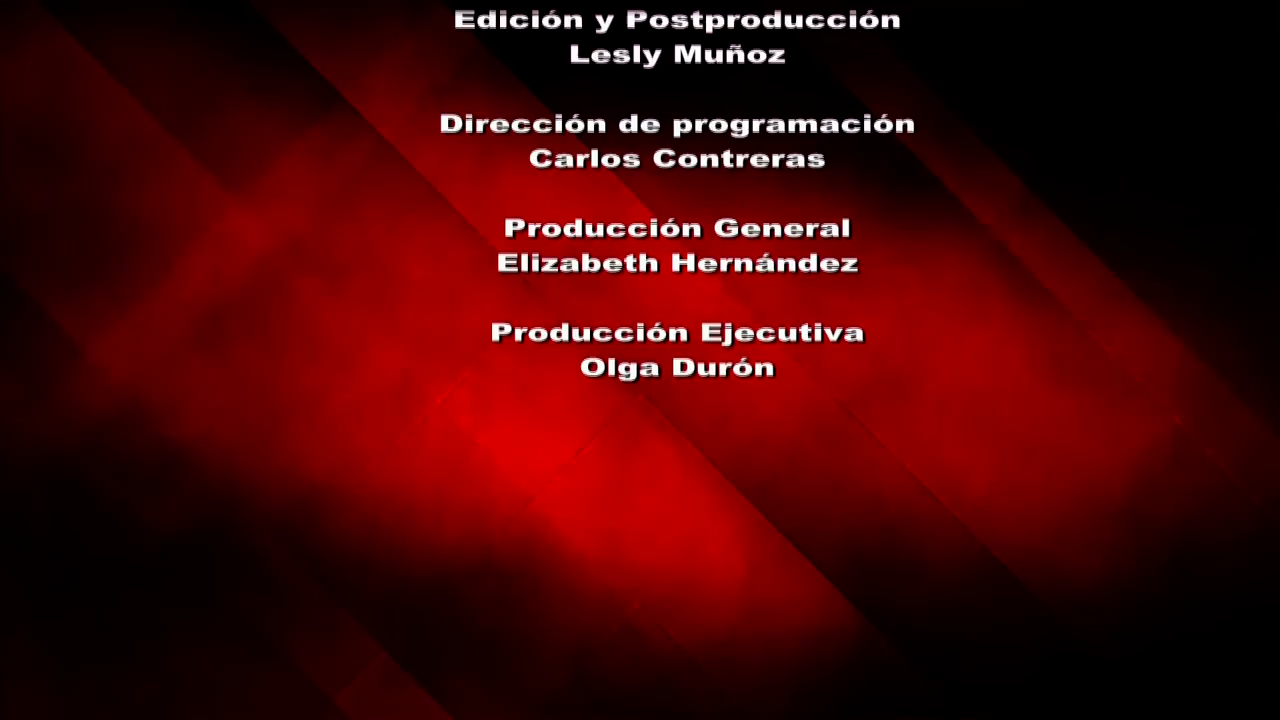 Edición y Postproducción
Lesly Muñoz
Dirección de programación
Carlos Contreras
Producción General
Elizabeth Hernández
Producción Ejecutiva
Olga Durón